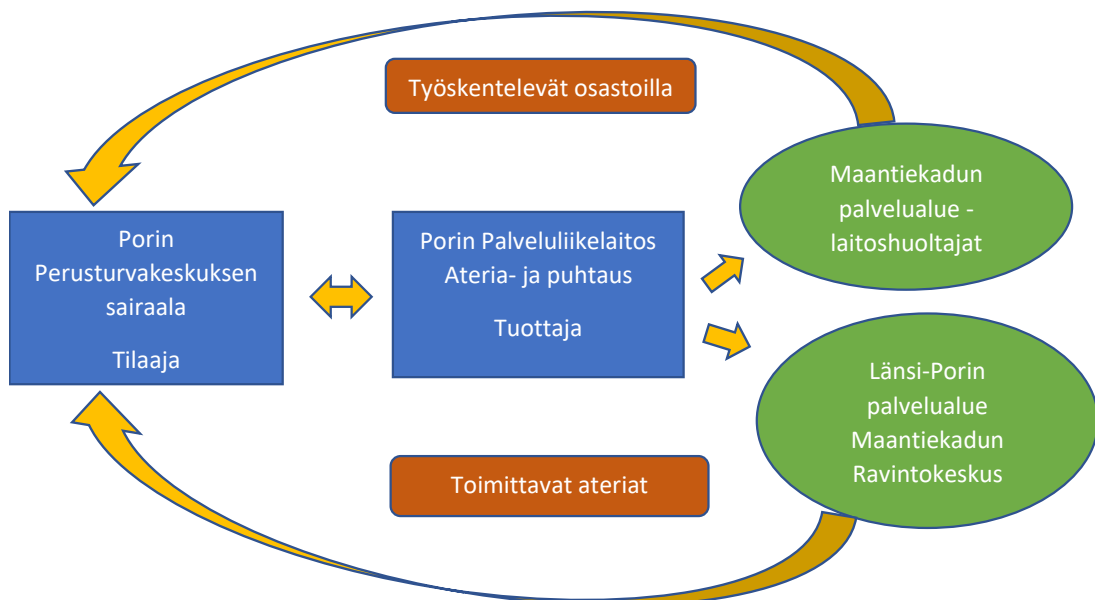 Työskentelevät osastoilla
Maantiekadun
palvelualue -
laitoshuoltajat
Porin
Perusturvakeskuksen
sairaala
Tilaaja
Porin Palveluliikelaitos
Ateria- ja puhtaus
Tuottaja
Länsi-Porin
palvelualue
Maantiekadun
Ravintokeskus
Toimittavat ateriat